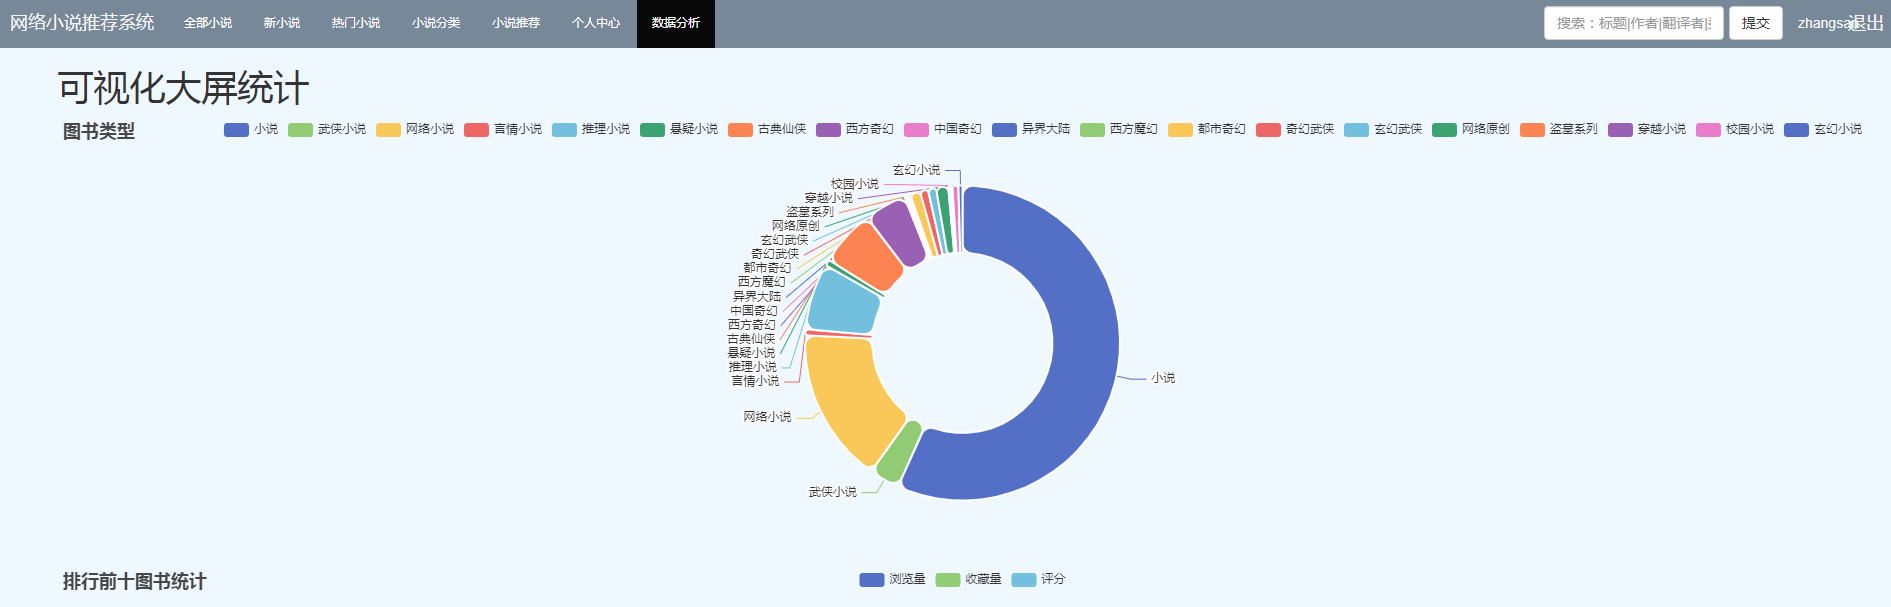 网络小说推荐系统 全部小说 新小说 热门小说 小说分类 小说推荐 个人中心 数据分析 搜索：标题|作者|翻译者| 提交 zhangsan 退出
可视化大屏统计
图书类型 小说 武侠小说 网络小说 言情小说 推理小说 悬疑小说 古典仙侠 西方奇幻 中国奇幻 异界大陆 西方魔幻 都市奇幻 奇幻武侠 玄幻武侠 网络原创 盗墓系列 穿越小说 校园小说 玄幻小说
玄幻小说
校园小说
穿越小说
盗墓系列
网络原创
玄幻武侠
奇幻武侠
都市奇幻
西方魔幻
异界大陆
中国奇幻
西方奇幻
古典仙侠
悬疑小说
推理小说
言情小说
小说
网络小说
武侠小说
排行前十图书统计 浏览量 收藏量 评分